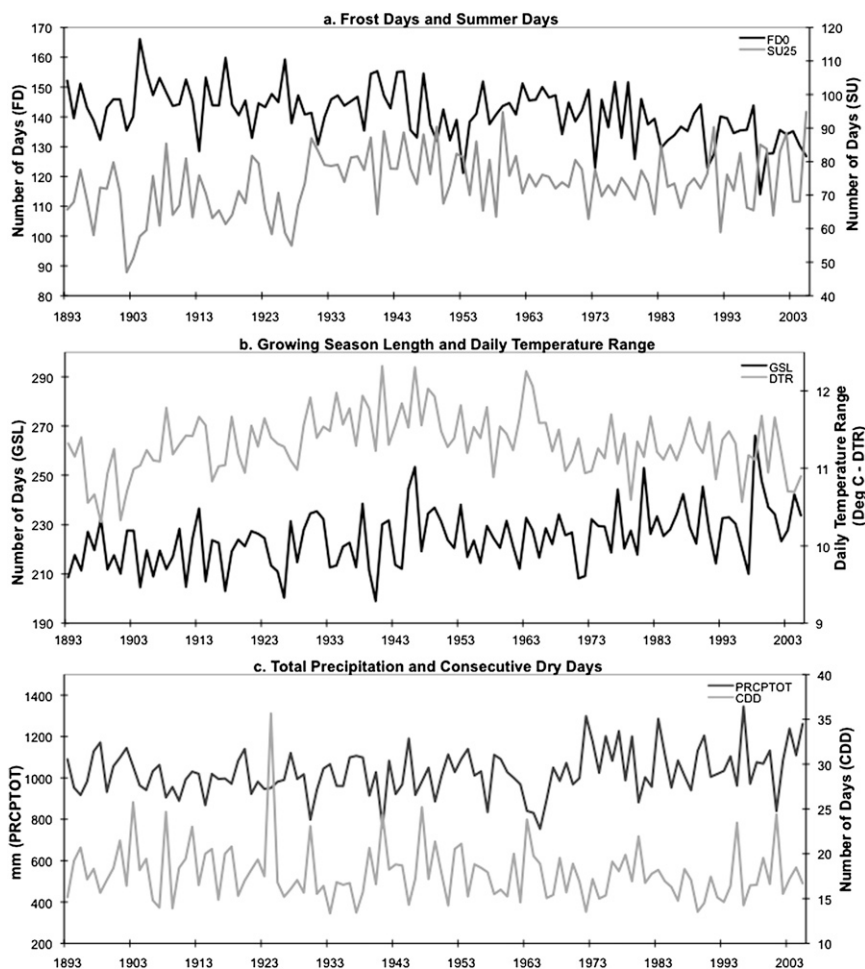 a. Frost Days and Summer Days
170
160
150
140
130
120
110
100
90
80
Number of Days (FD)
120
110
100
90
80
70
60
50
40
Number of Days (SU)
FD0
SU25
1893 1903 1913 1923 1933 1943 1953 1963 1973 1983 1993 2003
b. Growing Season Length and Daily Temperature Range
290
270
250
230
210
190
Number of Days (GSL)
12
11
10
9
Daily Temperature Range
(Deg C - DTR)
GSL
DTR
1893 1903 1913 1923 1933 1943 1953 1963 1973 1983 1993 2003
c. Total Precipitation and Consecutive Dry Days
1400
1200
1000
800
600
400
200
mm (PRCPTOT)
40
35
30
25
20
15
10
Number of Days (CDD)
PRCPTOT
CDD
1893 1903 1913 1923 1933 1943 1953 1963 1973 1983 1993 2003